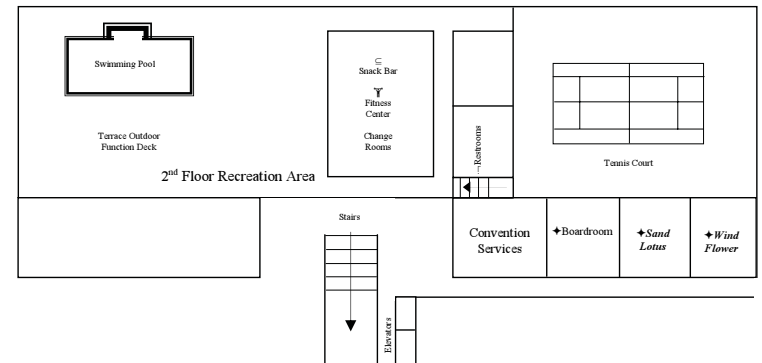 Swimming Pool
Snack Bar
Fitness
Center
Change
Rooms
Terrace Outdoor
Function Deck
Restrooms
Tennis Court
2nd Floor Recreation Area
Stairs
Convention
Services
✦Boardroom
✦Sand
Lotus
✦Wind
Flower
Elevators